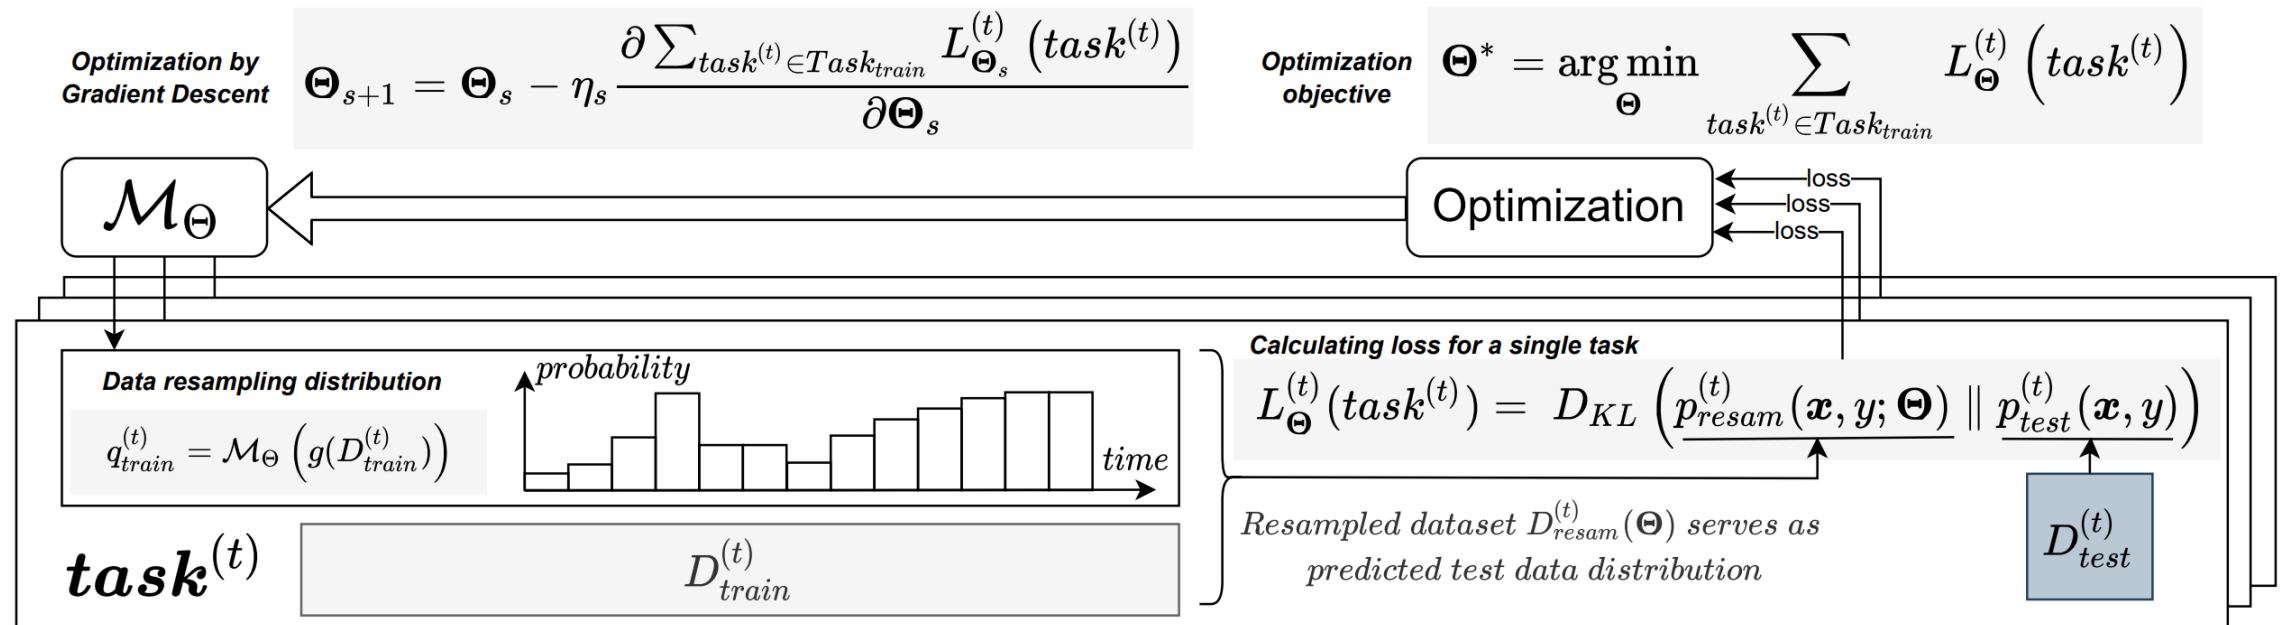 Optimization by
Gradient Descent
Θ_{s+1} = Θ_s − η_s ∂ ∑_{task^{(t)}∈Task_{train}} L^{(t)}_{Θ_s} (task^{(t)}) / ∂Θ_s
Optimization
objective
Θ* = arg min_Θ ∑_{task^{(t)}∈Task_{train}} L^{(t)}_Θ (task^{(t)})
ℳ_Θ
Optimization
loss
loss
loss
Data resampling distribution
q^{(t)}_{train} = ℳ_Θ (g(D^{(t)}_{train}))
probability
time
Calculating loss for a single task
L^{(t)}_Θ(task^{(t)}) = D_{KL} (p^{(t)}_{resam}(x, y; Θ) ∥ p^{(t)}_{test}(x, y))
task^{(t)}
D^{(t)}_{train}
Resampled dataset D^{(t)}_{resam}(Θ) serves as
predicted test data distribution
D^{(t)}_{test}